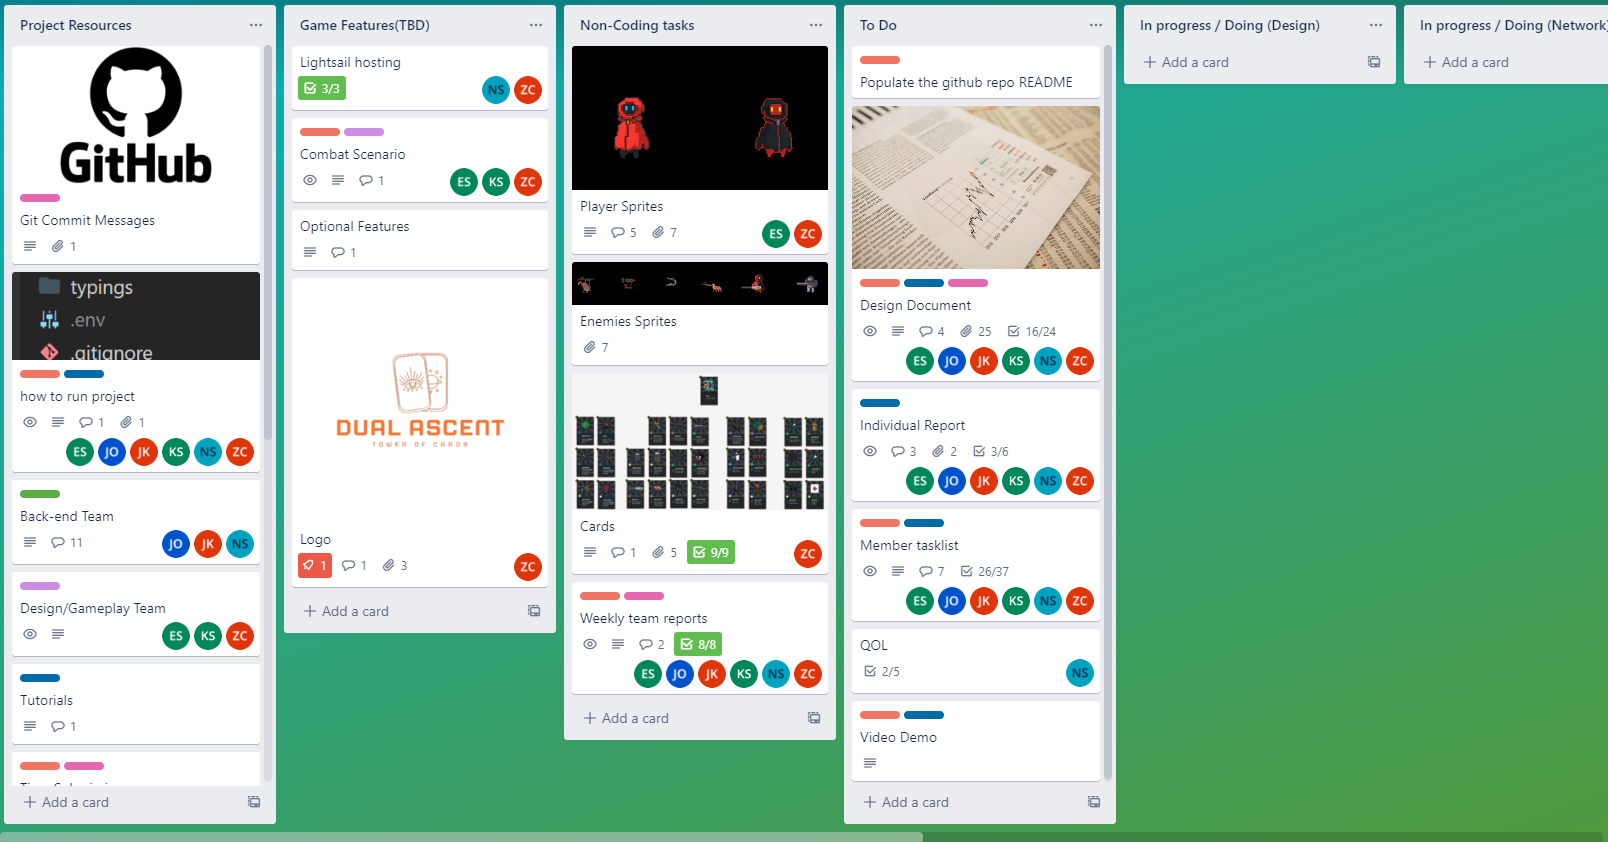 Project Resources
GitHub
Git Commit Messages
1
typings
.env
.gitignore
how to run project
1 1
ES JO JK KS NS ZC
Back-end Team
11
JO JK NS
Design/Gameplay Team
ES KS ZC
Tutorials
1
Add a card
Game Features(TBD)
Lightsail hosting
3/3
NS ZC
Combat Scenario
1
ES KS ZC
Optional Features
1
DUAL ASCENT
TOWER OF CARDS
Logo
1 1 3
ZC
Add a card
Non-Coding tasks
Player Sprites
5 7
ES ZC
Enemies Sprites
7
Cards
1 5 9/9
ZC
Weekly team reports
2 8/8
ES JO JK KS NS ZC
Add a card
To Do
Populate the github repo README
Design Document
4 25 16/24
ES JO JK KS NS ZC
Individual Report
3 2 3/6
ES JO JK KS NS ZC
Member tasklist
7 26/37
ES JO JK KS NS ZC
QOL
2/5
NS
Video Demo
Add a card
In progress / Doing (Design)
Add a card
In progress / Doing (Network)
Add a card